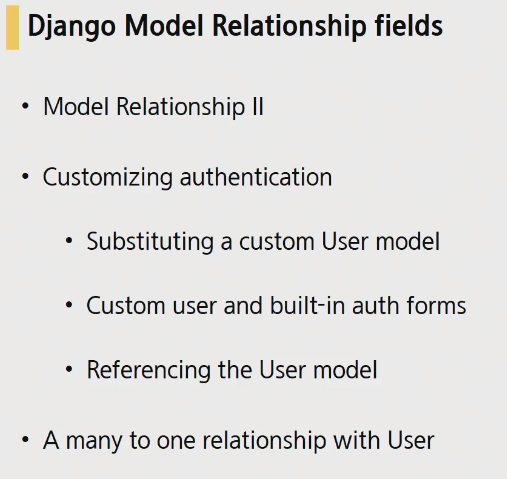 Django Model Relationship fields
• Model Relationship II
• Customizing authentication
• Substituting a custom User model
• Custom user and built-in auth forms
• Referencing the User model
• A many to one relationship with User